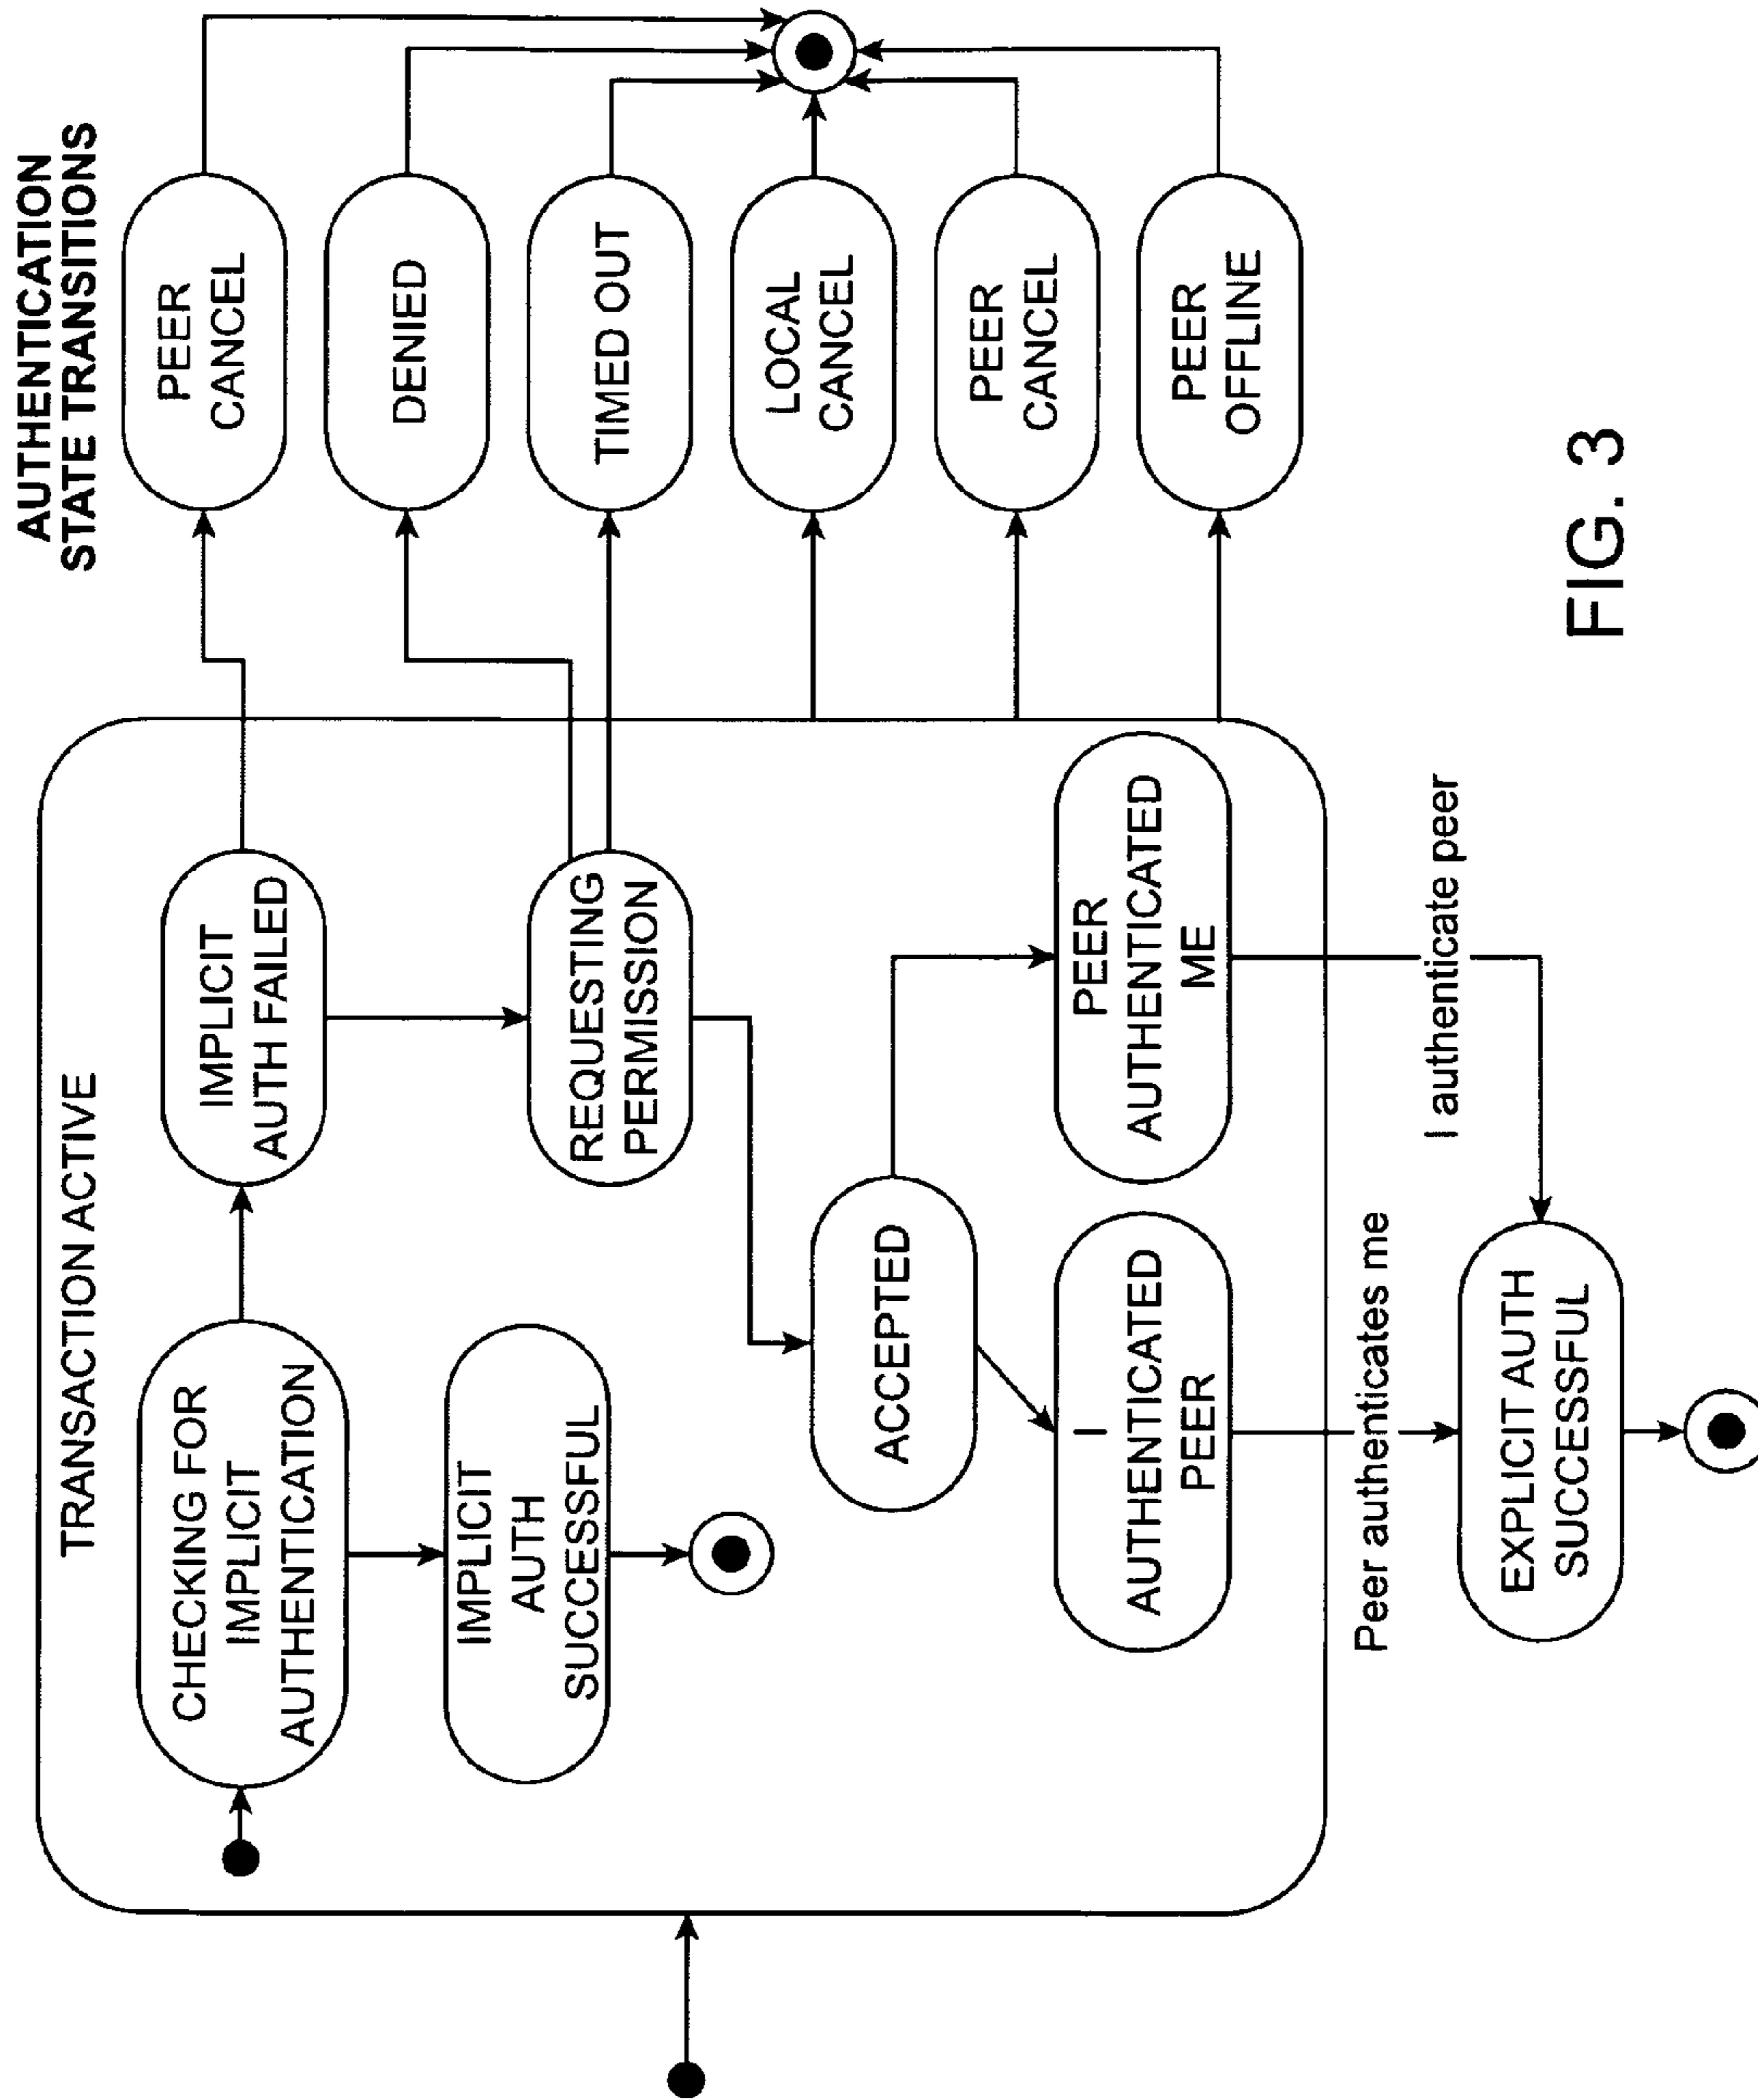 AUTHENTICATION
STATE TRANSITIONS
TRANSACTION ACTIVE
CHECKING FOR
IMPLICIT
AUTHENTICATION
IMPLICIT
AUTH FAILED
PEER
CANCEL
IMPLICIT
AUTH
SUCCESSFUL
REQUESTING
PERMISSION
DENIED
TIMED OUT
ACCEPTED
LOCAL
CANCEL
PEER
CANCEL
I
AUTHENTICATED
PEER
PEER
AUTHENTICATED
ME
PEER
OFFLINE
Peer authenticates me
I authenticate peer
EXPLICIT AUTH
SUCCESSFUL
FIG. 3